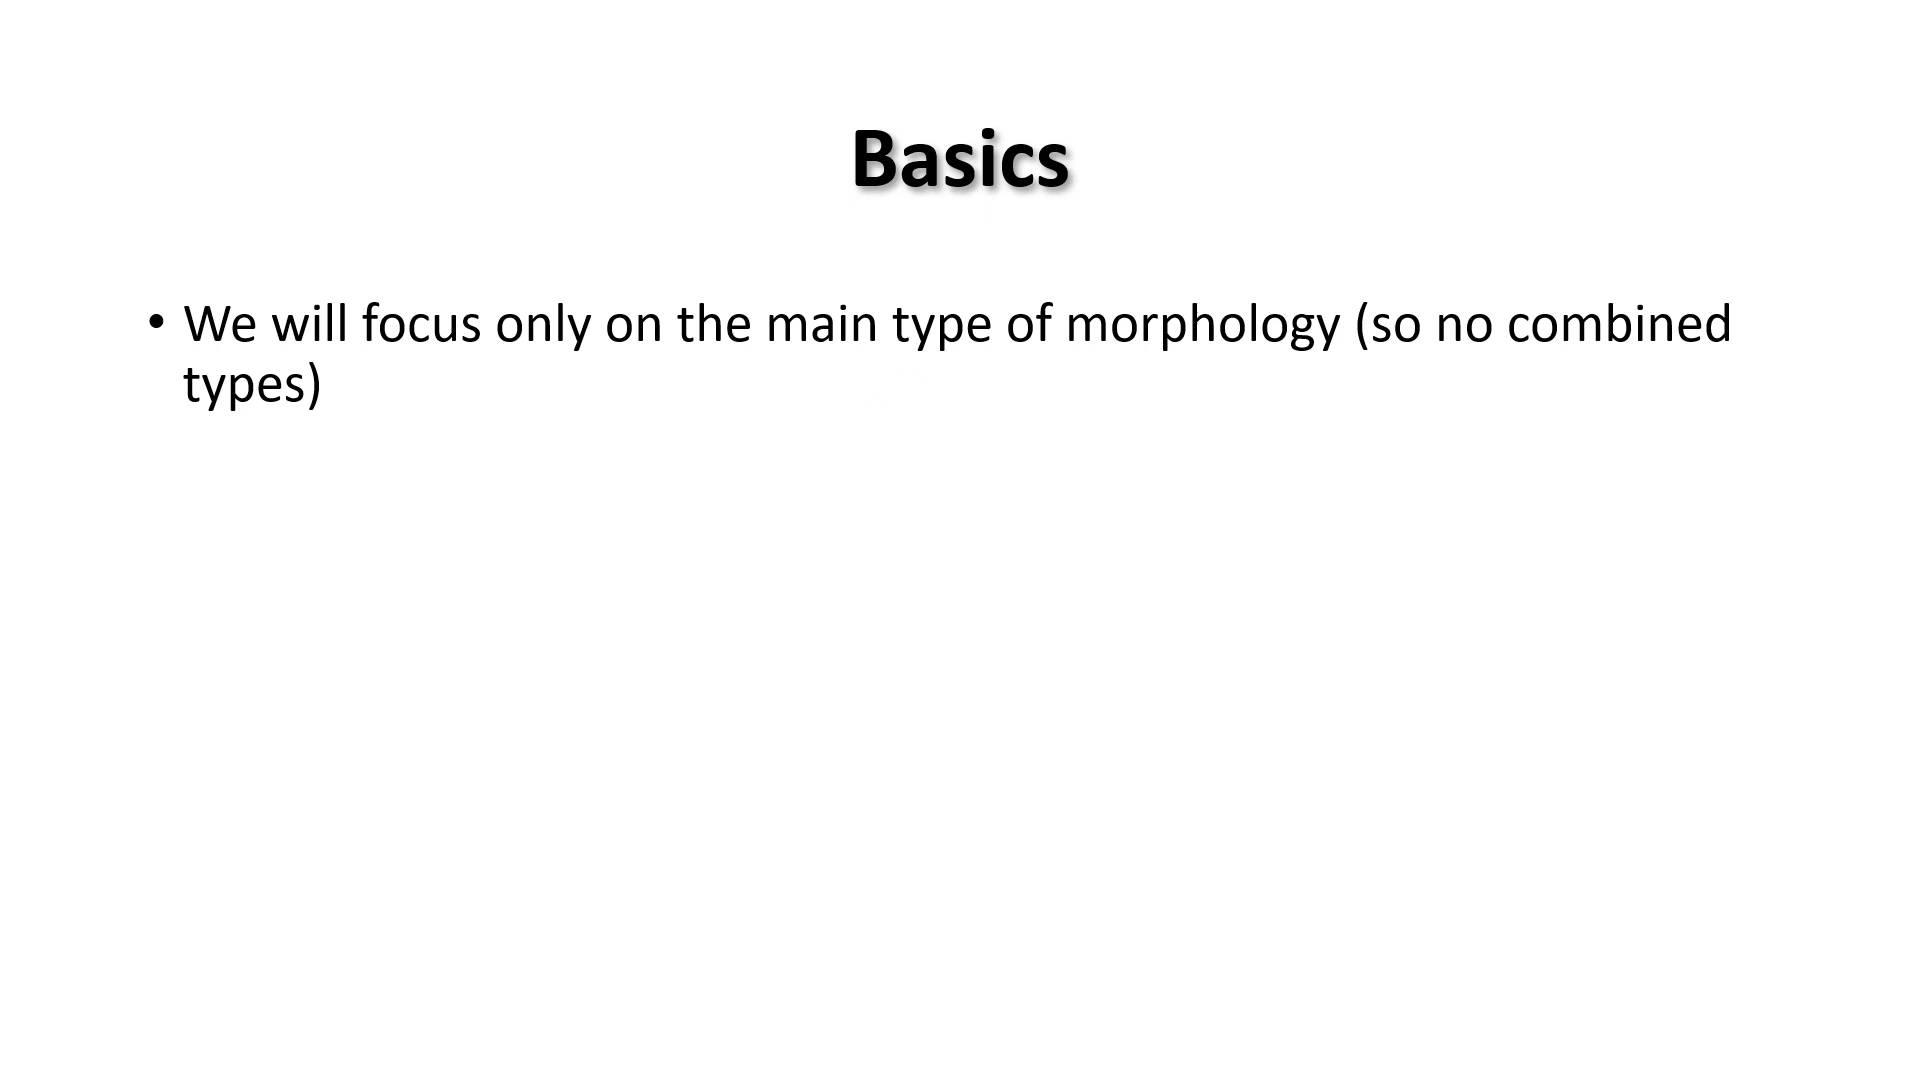 Basics
• We will focus only on the main type of morphology (so no combined
types)